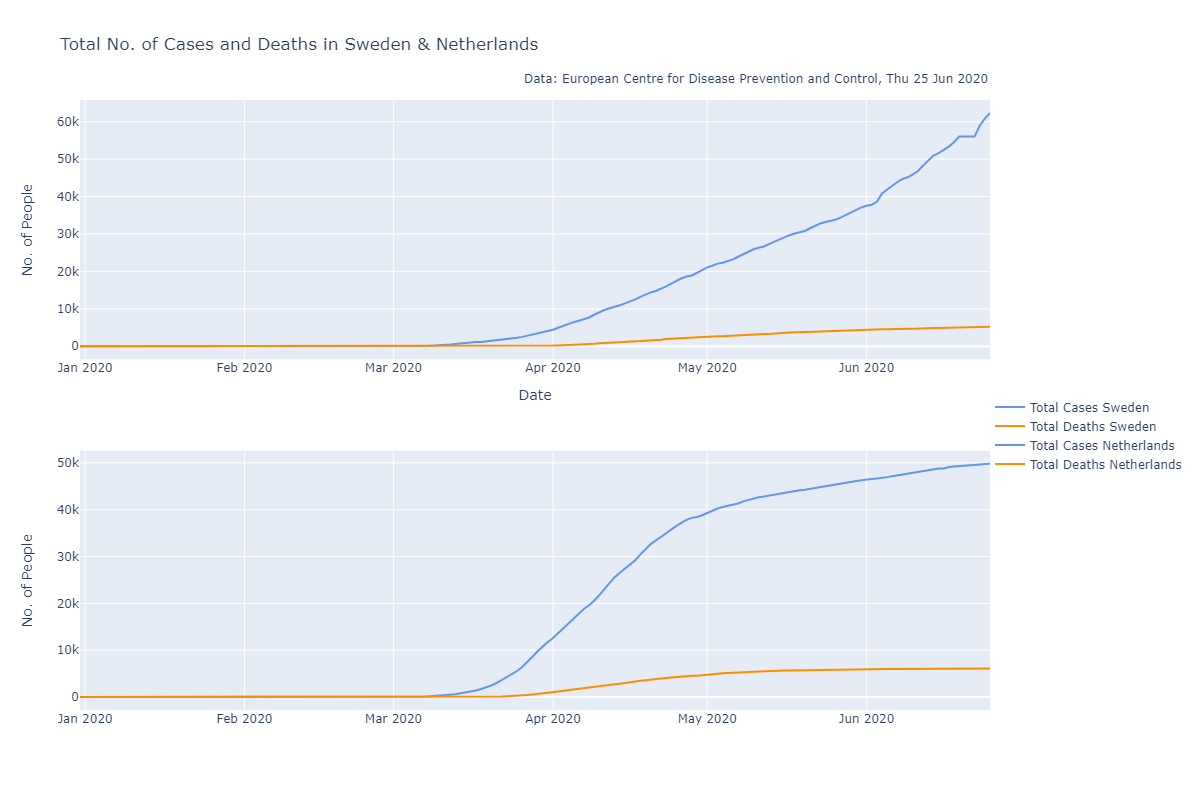 Total No. of Cases and Deaths in Sweden & Netherlands
Data: European Centre for Disease Prevention and Control, Thu 25 Jun 2020
60k
50k
40k
30k
20k
10k
0
No. of People
Jan 2020 Feb 2020 Mar 2020 Apr 2020 May 2020 Jun 2020
Date
Total Cases Sweden
Total Deaths Sweden
Total Cases Netherlands
Total Deaths Netherlands
50k
40k
30k
20k
10k
0
No. of People
Jan 2020 Feb 2020 Mar 2020 Apr 2020 May 2020 Jun 2020